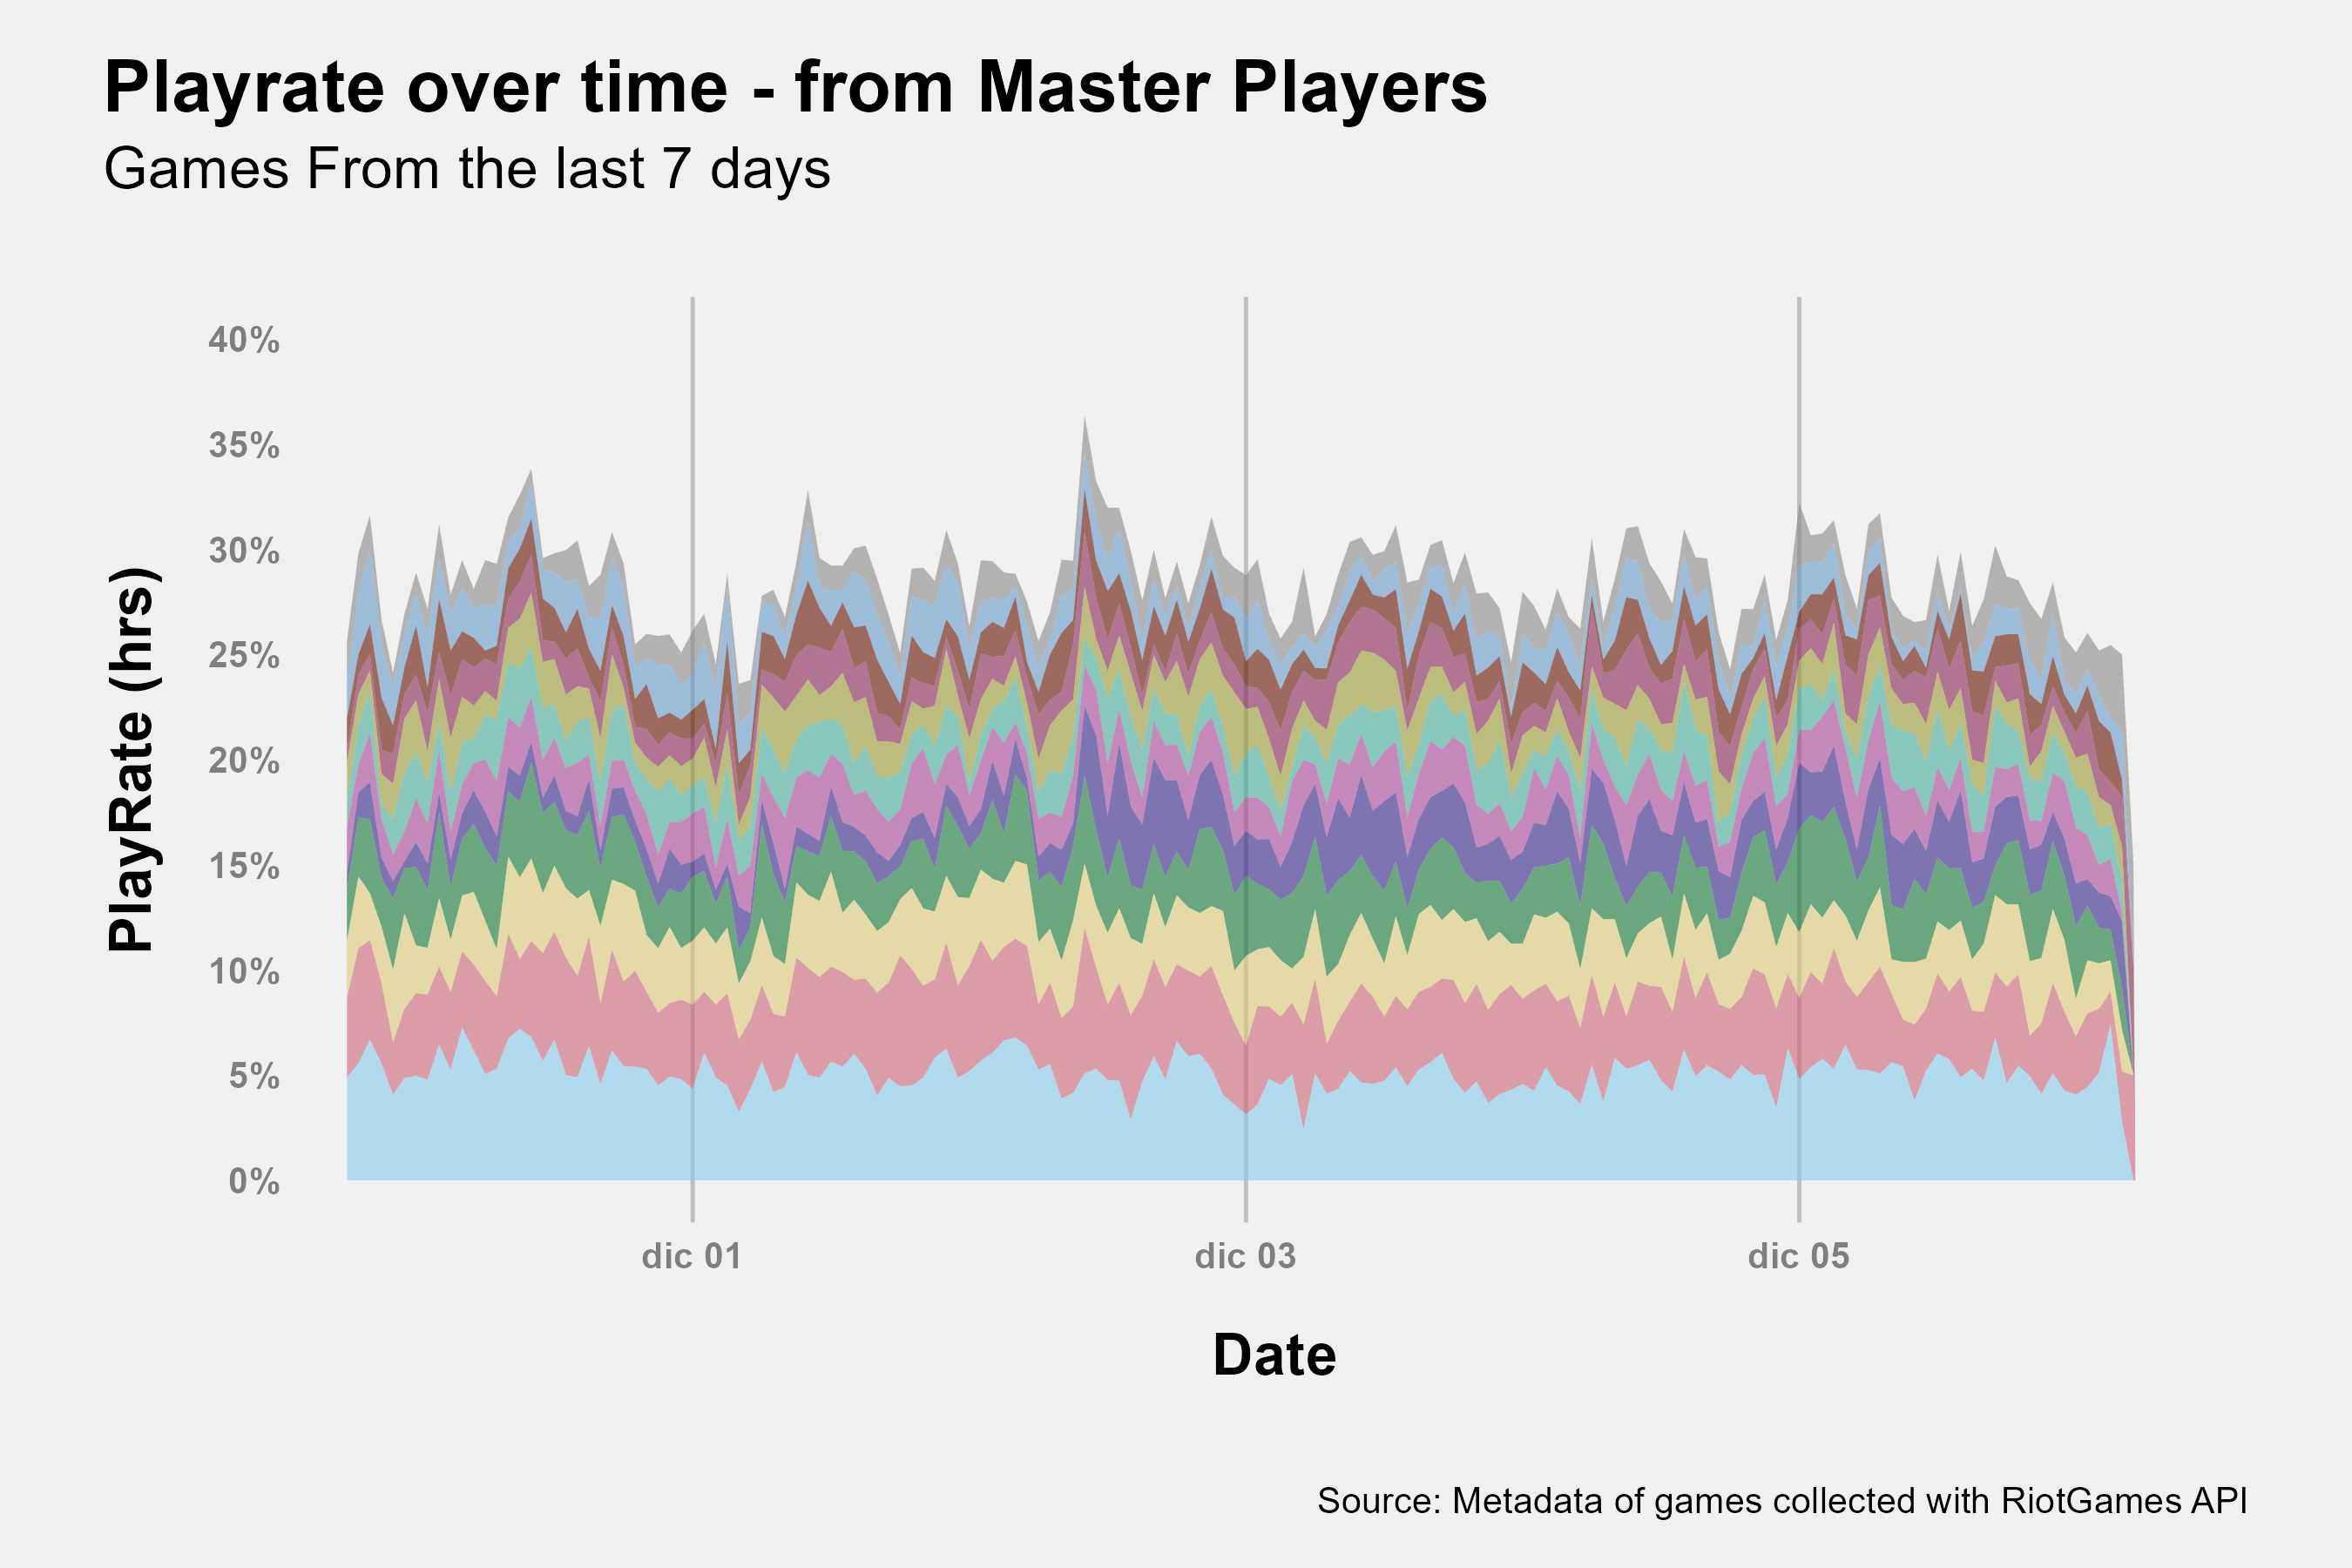 Playrate over time - from Master Players
Games From the last 7 days
40%
35%
30%
25%
20%
15%
10%
5%
0%
PlayRate (hrs)
dic 01
dic 03
dic 05
Date
Source: Metadata of games collected with RiotGames API